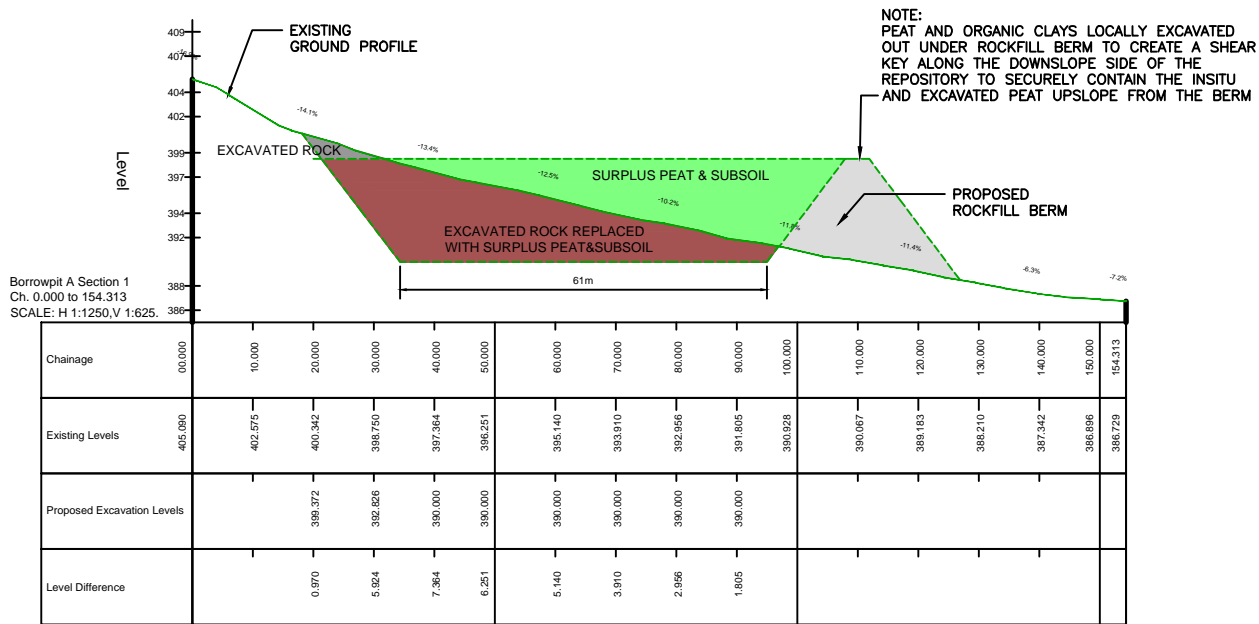 NOTE:
PEAT AND ORGANIC CLAYS LOCALLY EXCAVATED
OUT UNDER ROCKFILL BERM TO CREATE A SHEAR
KEY ALONG THE DOWNSLOPE SIDE OF THE
REPOSITORY TO SECURELY CONTAIN THE INSITU
AND EXCAVATED PEAT UPSLOPE FROM THE BERM
EXISTING
GROUND PROFILE
409
407
404
402
399
397
394
392
388
386
Level
-14.1%
-13.4%
-12.5%
-10.2%
-11.4%
-6.3%
-7.2%
EXCAVATED ROCK
SURPLUS PEAT & SUBSOIL
PROPOSED
ROCKFILL BERM
EXCAVATED ROCK REPLACED
WITH SURPLUS PEAT&SUBSOIL
61m
Borrowpit A Section 1
Ch. 0.000 to 154.313
SCALE: H 1:1250,V 1:625.
Chainage 00.000 10.000 20.000 30.000 40.000 50.000 60.000 70.000 80.000 90.000 100.000 110.000 120.000 130.000 140.000 150.000 154.313
Existing Levels 405.090 402.575 400.342 398.750 397.364 396.251 395.140 393.910 392.956 391.805 390.928 390.067 389.183 388.210 387.342 386.896 386.729
Proposed Excavation Levels 399.372 392.826 390.000 390.000 390.000 390.000 390.000 390.000
Level Difference 0.970 5.924 7.364 6.251 5.140 3.910 2.956 1.805